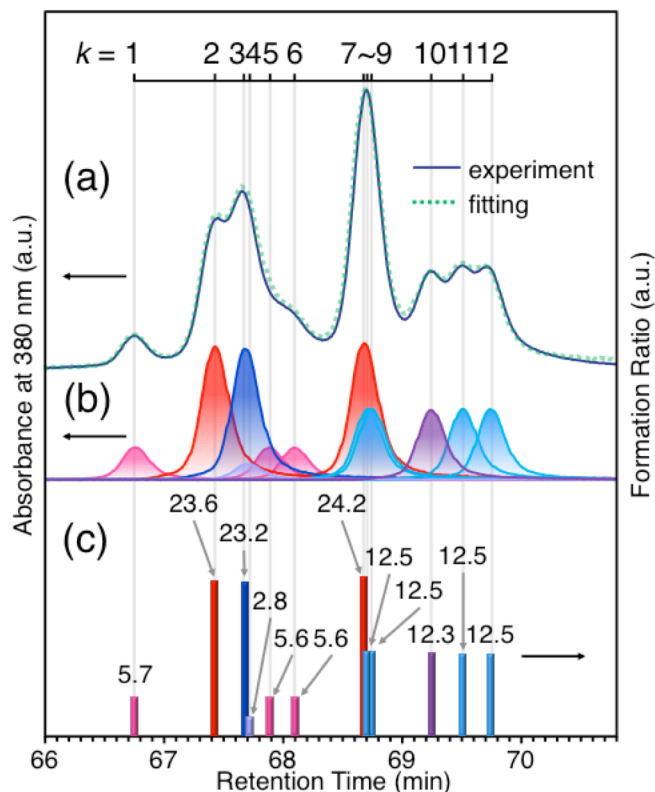 k = 1 2 3 4 5 6 7~9 10 11 12
(a)
experiment
fitting
Absorbance at 380 nm (a.u.)
Formation Ratio (a.u.)
(b)
(c)
23.6
23.2
24.2
2.8
12.5
12.5
12.5
5.7
5.6
5.6
12.3
12.5
66 67 68 69 70
Retention Time (min)